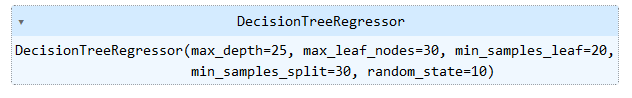 DecisionTreeRegressor
DecisionTreeRegressor(max_depth=25, max_leaf_nodes=30, min_samples_leaf=20,
min_samples_split=30, random_state=10)